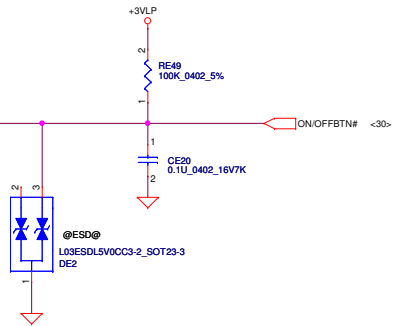 +3VLP
2
RE49
100K_0402_5%
1
ON/OFFBTN# <30>
1
CE20
0.1U_0402_16V7K
2
2
3
@ESD@
L03ESDL5V0CC3-2_SOT23-3
DE2
1